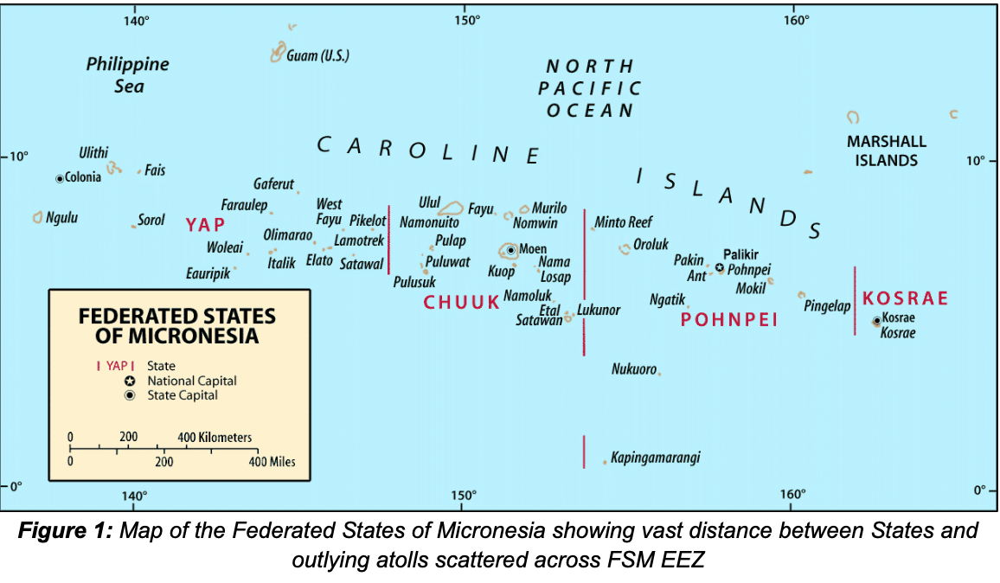 140°
150°
160°
Philippine
Sea
Guam (U.S.)
NORTH
PACIFIC
OCEAN
MARSHALL
ISLANDS
CAROLINE
ISLANDS
10°
10°
Ulithi
Colonia
Fais
Ngulu
Sorol
YAP
Gaferut
Faraulep
West
Fayu
Pikelot
Olimarao
Lamotrek
Woleai
Italik
Elato
Satawal
Eauripik
Ulul
Fayu
Murilo
Namonuito
Nomwin
Pulap
Moen
Puluwat
Nama
Kuop
Losap
Pulusuk
CHUUK
Namoluk
Etal
Lukunor
Satawan
Minto Reef
Oroluk
Pakin
Palikir
Pohnpei
Ant
Mokil
Ngatik
POHNPEI
Pingelap
KOSRAE
Kosrae
Kosrae
Nukuoro
Kapingamarangi
FEDERATED STATES
OF MICRONESIA
YAP State
National Capital
State Capital
0 200 400 Kilometers
0 200 400 Miles
0°
0°
140°
150°
160°
Figure 1: Map of the Federated States of Micronesia showing vast distance between States and
outlying atolls scattered across FSM EEZ